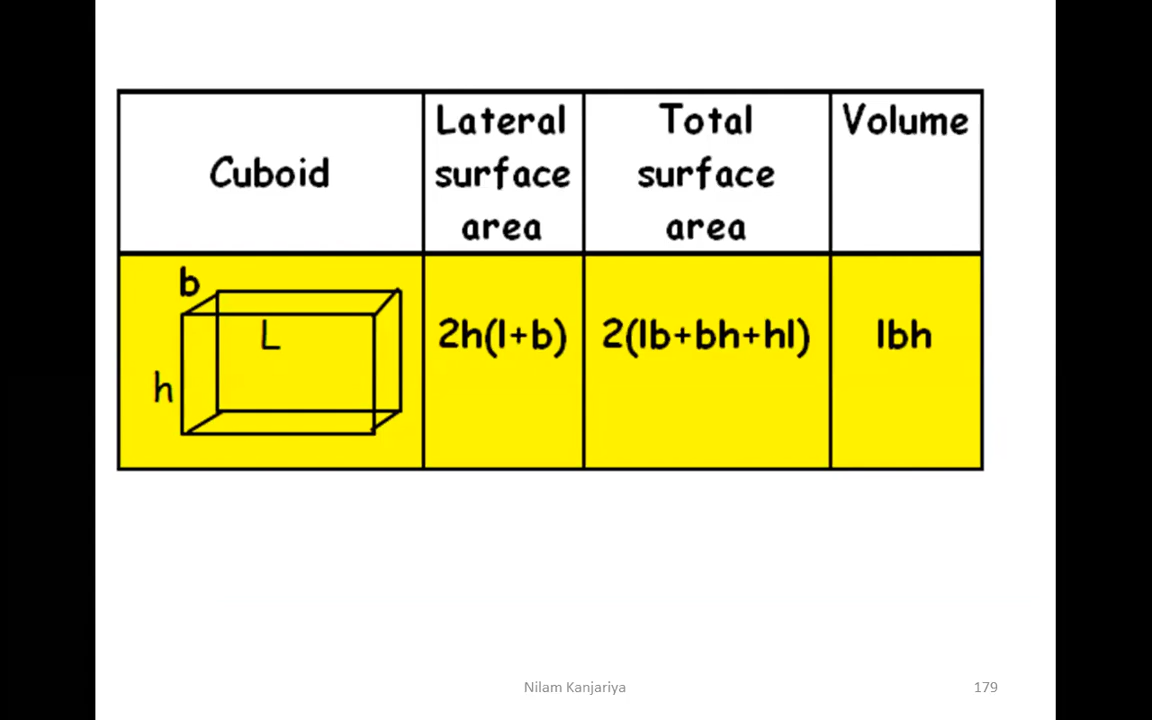 Cuboid
Lateral
surface
area
Total
surface
area
Volume
b
L
h
2h(l+b)
2(lb+bh+hl)
lbh
Nilam Kanjariya
179